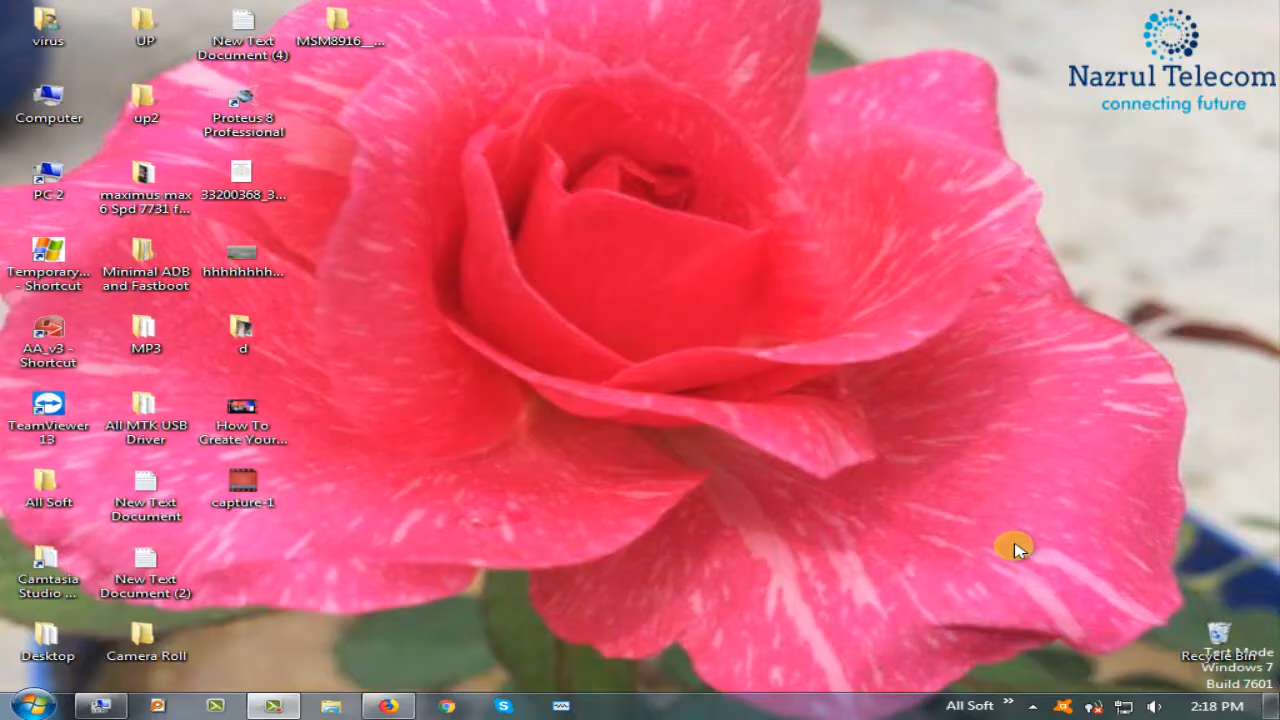 virus
UP
New Text
Document (4)
MSM8916__...
Nazrul Telecom
connecting future
Computer
up2
Proteus 8
Professional
PC 2
maximus max
6 Spd 7731 f...
33200368_3...
Temporary...
- Shortcut
Minimal ADB
and Fastboot
hhhhhhhh...
AA_v3 -
Shortcut
MP3
d
TeamViewer
13
All MTK USB
Driver
How To
Create Your...
All Soft
New Text
Document
capture-1
Camtasia
Studio ...
New Text
Document (2)
Desktop
Camera Roll
Recycle Bin
Test Mode
Windows 7
Build 7601
All Soft
2:18 PM